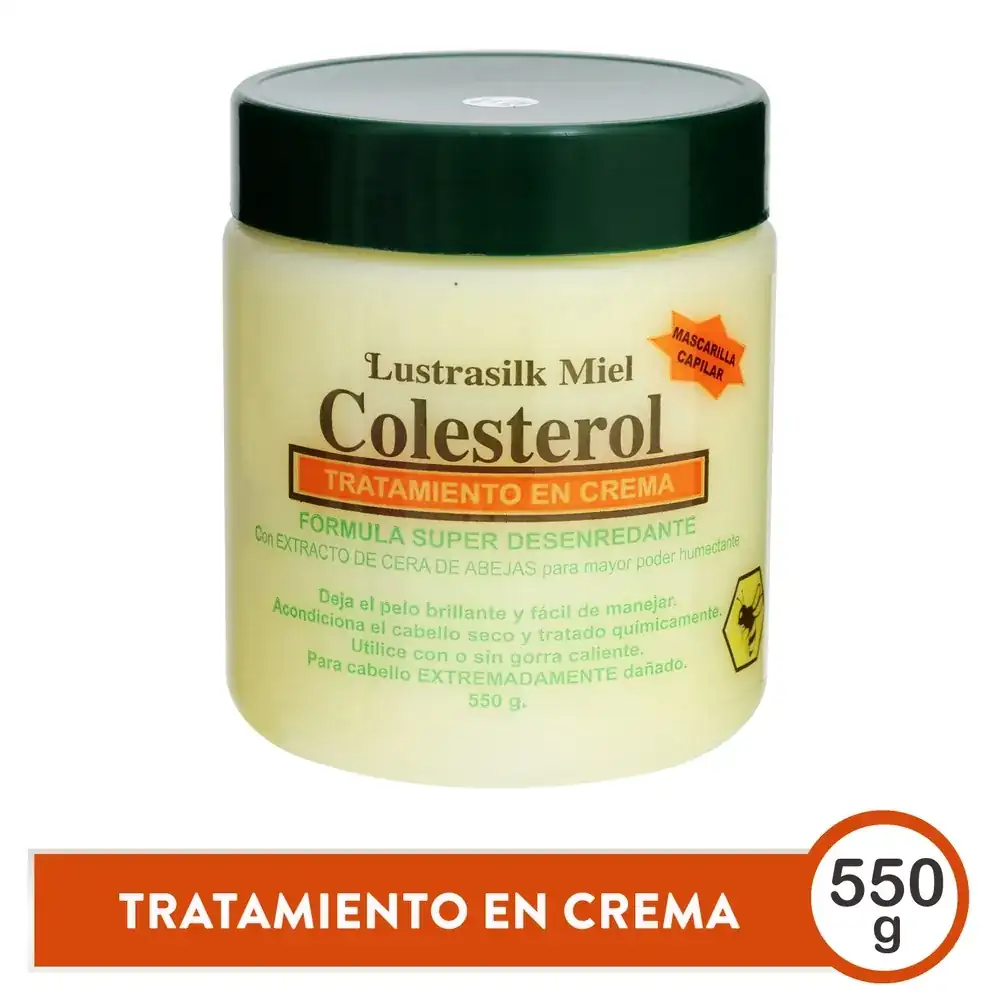 MASCARILLA
CAPILAR
Lustrasilk Miel
Colesterol
TRATAMIENTO EN CREMA
FORMULA SUPER DESENREDANTE
Con EXTRACTO DE CERA DE ABEJAS para mayor poder humectante
Deja el pelo brillante y fácil de manejar.
Acondiciona el cabello seco y tratado químicamente.
Utilice con o sin gorra caliente.
Para cabello EXTREMADAMENTE dañado.
550 g.
TRATAMIENTO EN CREMA
550
g